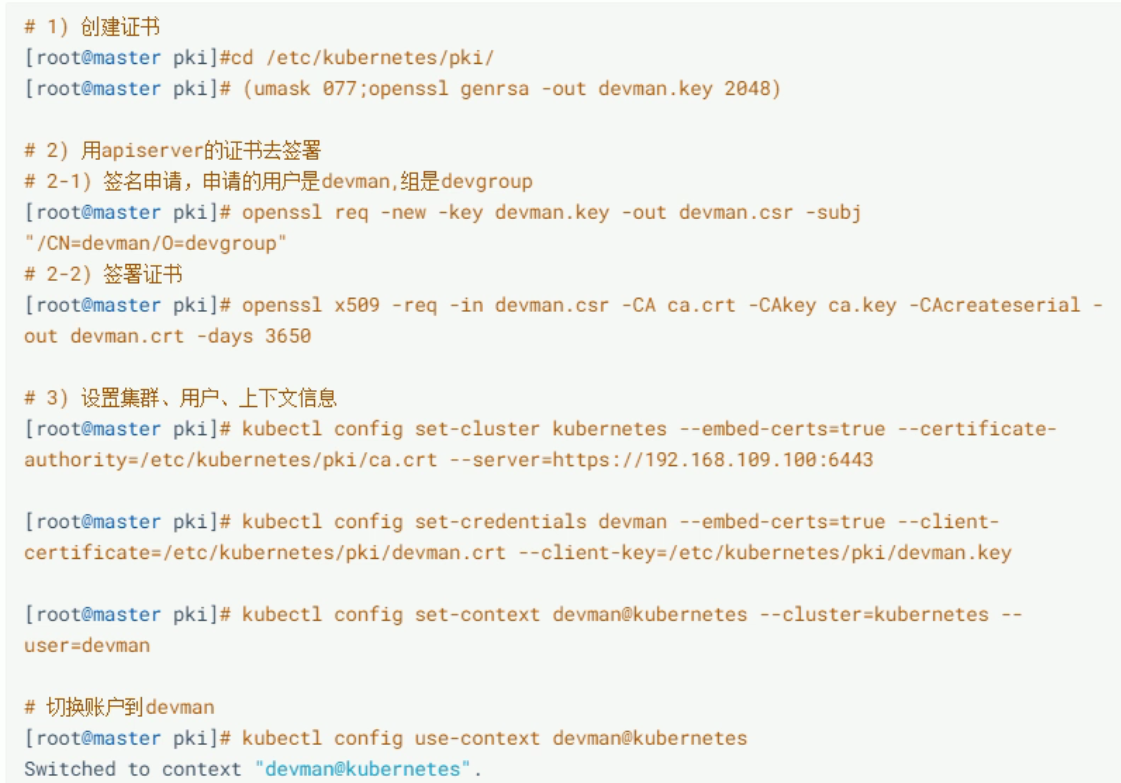 # 1) 创建证书
[root@master pki]#cd /etc/kubernetes/pki/
[root@master pki]# (umask 077;openssl genrsa -out devman.key 2048)
# 2) 用apiserver的证书去签署
# 2-1) 签名申请，申请的用户是devman,组是devgroup
[root@master pki]# openssl req -new -key devman.key -out devman.csr -subj
"/CN=devman/O=devgroup"
# 2-2) 签署证书
[root@master pki]# openssl x509 -req -in devman.csr -CA ca.crt -CAkey ca.key -CAcreateserial -
out devman.crt -days 3650
# 3) 设置集群、用户、上下文信息
[root@master pki]# kubectl config set-cluster kubernetes --embed-certs=true --certificate-
authority=/etc/kubernetes/pki/ca.crt --server=https://192.168.109.100:6443
[root@master pki]# kubectl config set-credentials devman --embed-certs=true --client-
certificate=/etc/kubernetes/pki/devman.crt --client-key=/etc/kubernetes/pki/devman.key
[root@master pki]# kubectl config set-context devman@kubernetes --cluster=kubernetes --
user=devman
# 切换账户到devman
[root@master pki]# kubectl config use-context devman@kubernetes
Switched to context "devman@kubernetes".